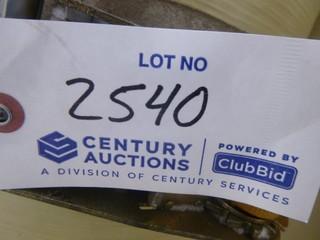 LOT NO
2540
CENTURY AUCTIONS
POWERED BY
ClubBid
A DIVISION OF CENTURY SERVICES